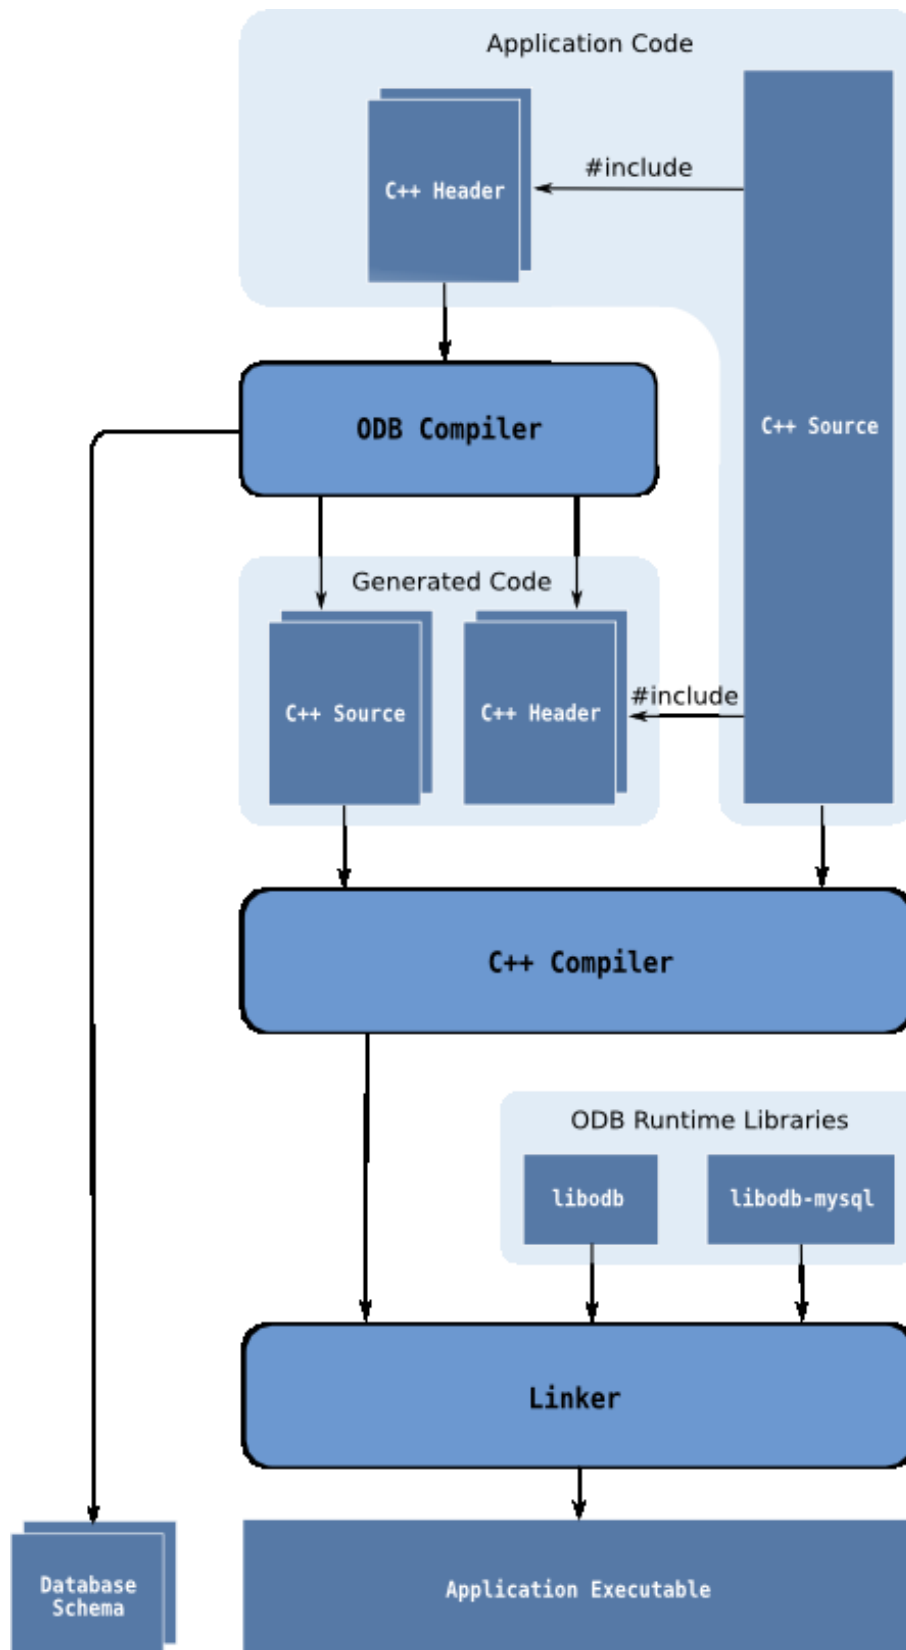 Application Code
#include
C++ Header
C++ Source
ODB Compiler
Generated Code
C++ Source
C++ Header
#include
C++ Compiler
ODB Runtime Libraries
libodb
libodb-mysql
Linker
Database
Schema
Application Executable